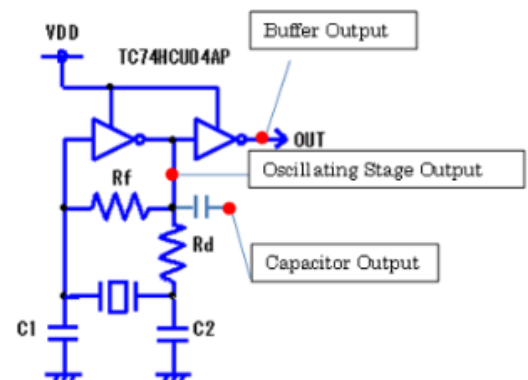 Buffer Output
VDD
TC74HCU04AP
OUT
Oscillating Stage Output
Rf
Rd
Capacitor Output
C1
C2